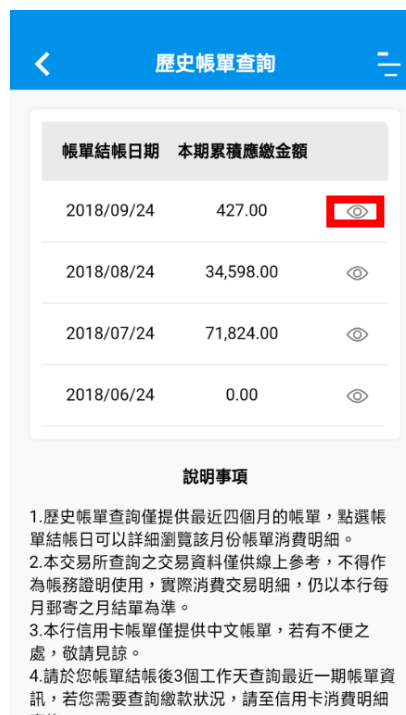 歷史帳單查詢
帳單結帳日期 本期累積應繳金額
2018/09/24 427.00
2018/08/24 34,598.00
2018/07/24 71,824.00
2018/06/24 0.00
說明事項
1.歷史帳單查詢僅提供最近四個月的帳單，點選帳
單結帳日可以詳細瀏覽該月份帳單消費明細。
2.本交易所查詢之交易資料僅供線上參考，不得作
為帳務證明使用，實際消費交易明細，仍以本行每
月郵寄之月結單為準。
3.本行信用卡帳單僅提供中文帳單，若有不便之
處，敬請見諒。
4.請於您帳單結帳後3個工作天查詢最近一期帳單資
訊，若您需要查詢繳款狀況，請至信用卡消費明細